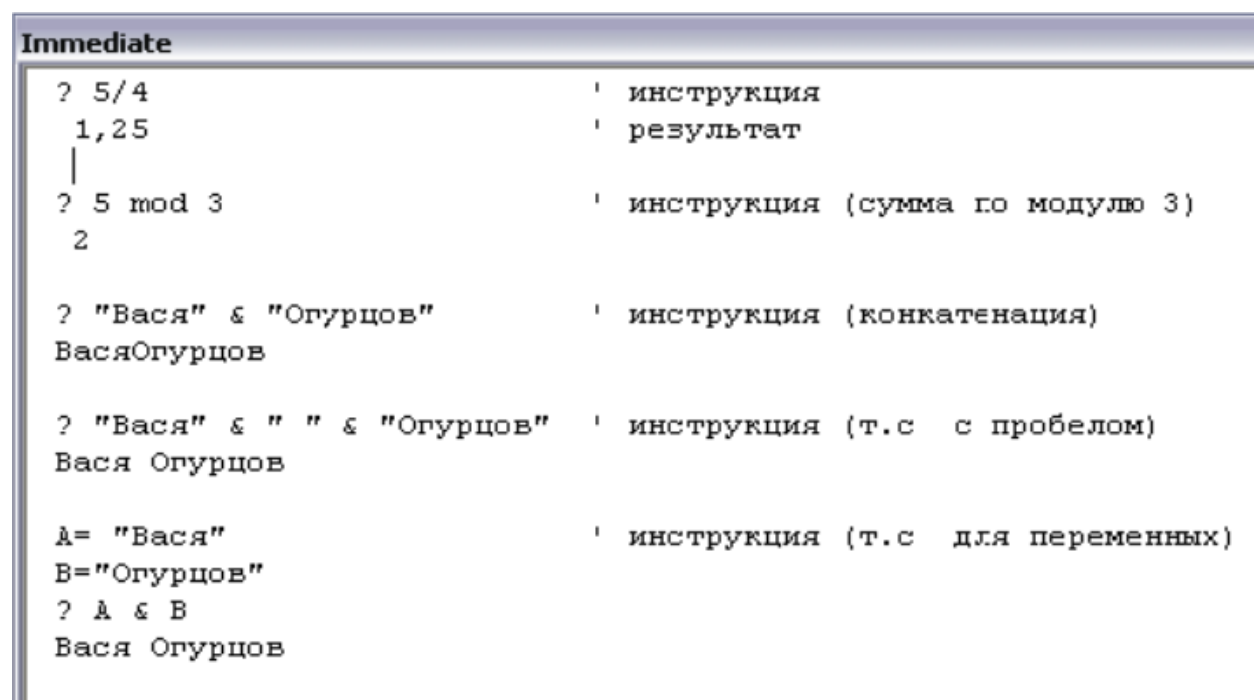 Immediate
? 5/4 ' инструкция
1,25 ' результат
? 5 mod 3 ' инструкция (сумма по модулю 3)
2
? "Вася" & "Огурцов" ' инструкция (конкатенация)
ВасяОгурцов
? "Вася" & " " & "Огурцов" ' инструкция (т.с с пробелом)
Вася Огурцов
A= "Вася" ' инструкция (т.с для переменных)
B="Огурцов"
? A & B
Вася Огурцов